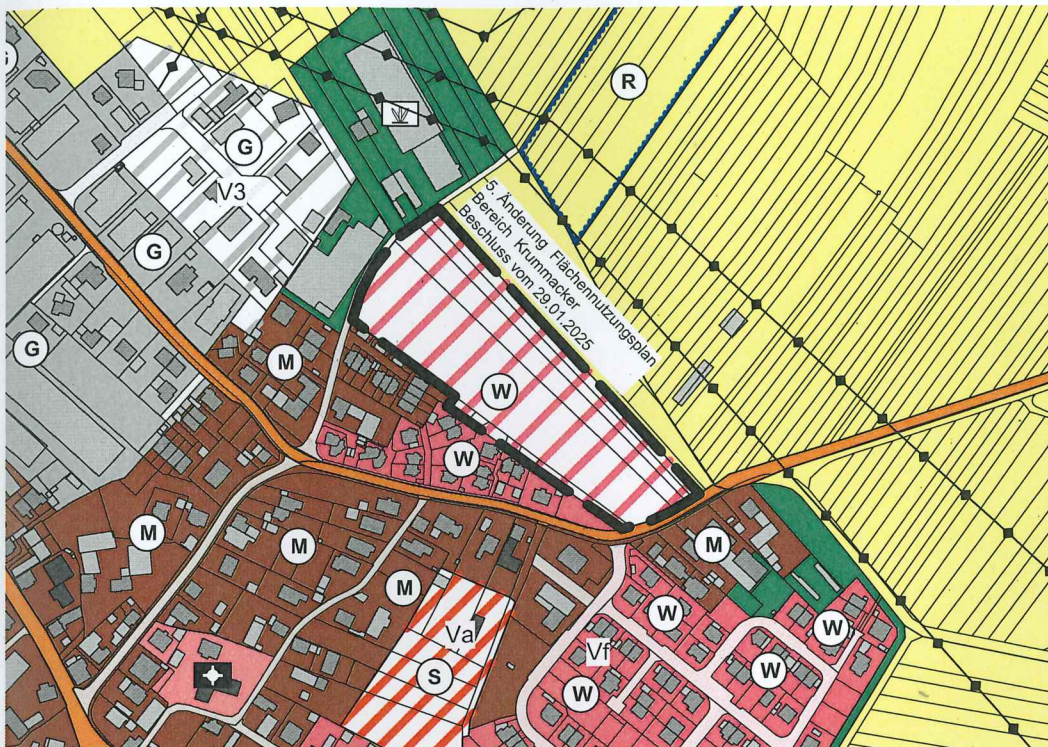 G
R
G
V3
5. Änderung Flächennutzungsplan
Bereich Krummacker
Beschluss vom 29.01.2025
G
G
M
W
W
M
M
M
M
W
W
Va
Vf
W
S
W